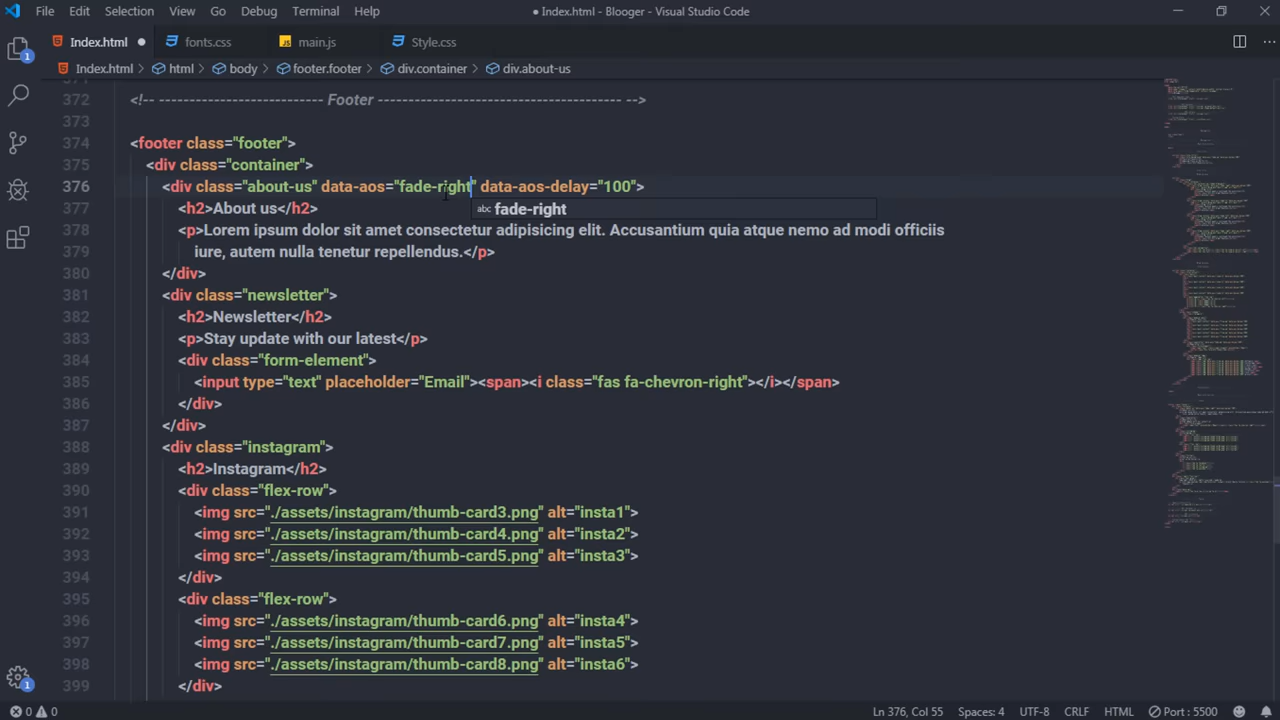 File Edit Selection View Go Debug Terminal Help ● Index.html - Blooger - Visual Studio Code
Index.html ● fonts.css main.js Style.css
Index.html › html › body › footer.footer › div.container › div.about-us
372 <!-- -------------------------- Footer -------------------------------------- -->
373
374 <footer class="footer">
375 <div class="container">
376 <div class="about-us" data-aos="fade-right" data-aos-delay="100">
377 <h2>About us</h2>
abc fade-right
378 <p>Lorem ipsum dolor sit amet consectetur adipisicing elit. Accusantium quia atque nemo ad modi officiis
379 iure, autem nulla tenetur repellendus.</p>
380 </div>
381 <div class="newsletter">
382 <h2>Newsletter</h2>
383 <p>Stay update with our latest</p>
384 <div class="form-element">
385 <input type="text" placeholder="Email"><span><i class="fas fa-chevron-right"></i></span>
386 </div>
387 </div>
388 <div class="instagram">
389 <h2>Instagram</h2>
390 <div class="flex-row">
391 <img src="./assets/instagram/thumb-card3.png" alt="insta1">
392 <img src="./assets/instagram/thumb-card4.png" alt="insta2">
393 <img src="./assets/instagram/thumb-card5.png" alt="insta3">
394 </div>
395 <div class="flex-row">
396 <img src="./assets/instagram/thumb-card6.png" alt="insta4">
397 <img src="./assets/instagram/thumb-card7.png" alt="insta5">
398 <img src="./assets/instagram/thumb-card8.png" alt="insta6">
399 </div>
1
1
0 0 Ln 376, Col 55 Spaces: 4 UTF-8 CRLF HTML Port : 5500